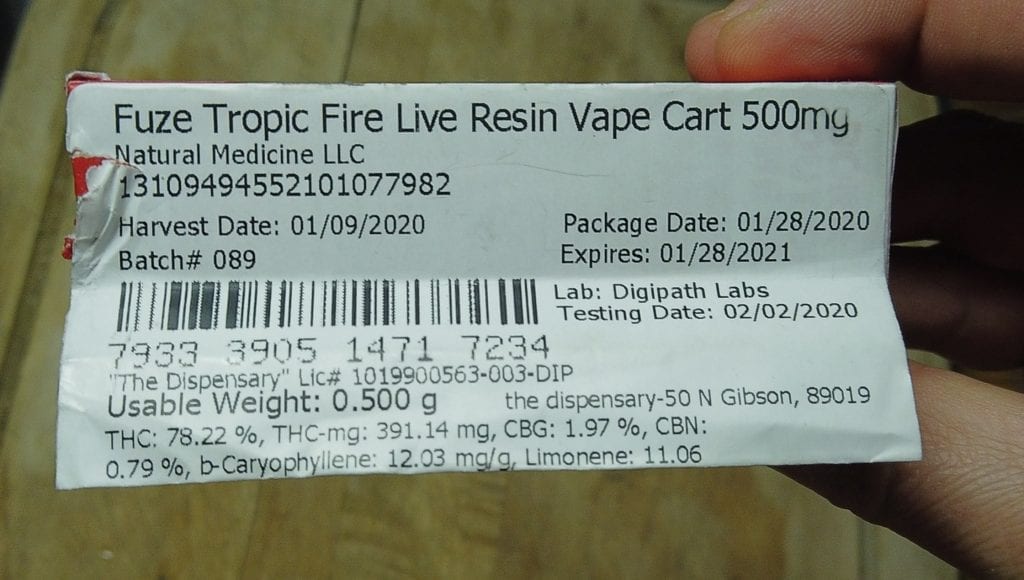 Fuze Tropic Fire Live Resin Vape Cart 500mg
Natural Medicine LLC
13109494552101077982
Harvest Date: 01/09/2020 Package Date: 01/28/2020
Batch# 089 Expires: 01/28/2021
Lab: Digipath Labs
Testing Date: 02/02/2020
7933 3905 1471 7234
"The Dispensary" Lic# 1019900563-003-DIP
Usable Weight: 0.500 g the dispensary-50 N Gibson, 89019
THC: 78.22 %, THC-mg: 391.14 mg, CBG: 1.97 %, CBN:
0.79 %, b-Caryophyllene: 12.03 mg/g, Limonene: 11.06